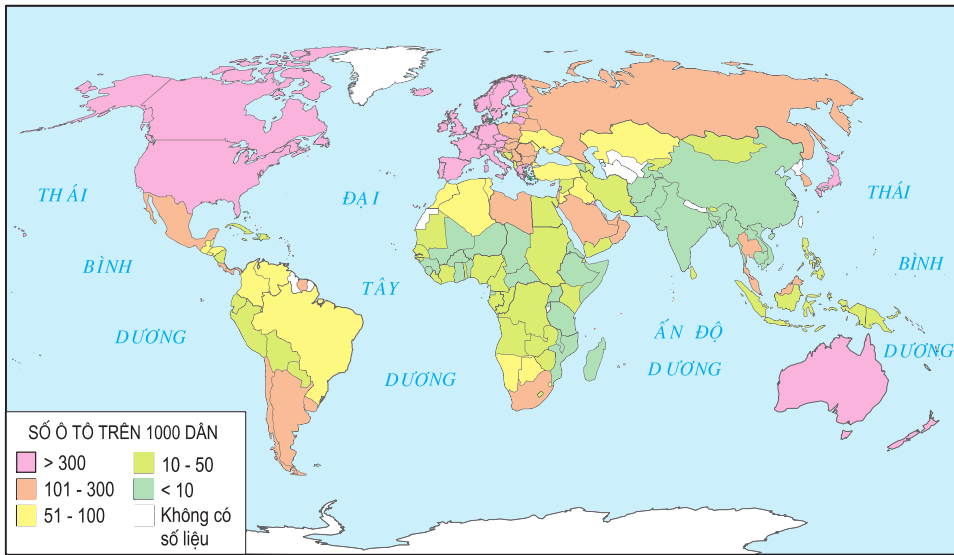 THÁI
ĐẠI
THÁI
BÌNH
TÂY
BÌNH
DƯƠNG
DƯƠNG
ẤN ĐỘ
DƯƠNG
DƯƠNG
SỐ Ô TÔ TRÊN 1000 DÂN
> 300
10 - 50
101 - 300
< 10
51 - 100
Không có
số liệu